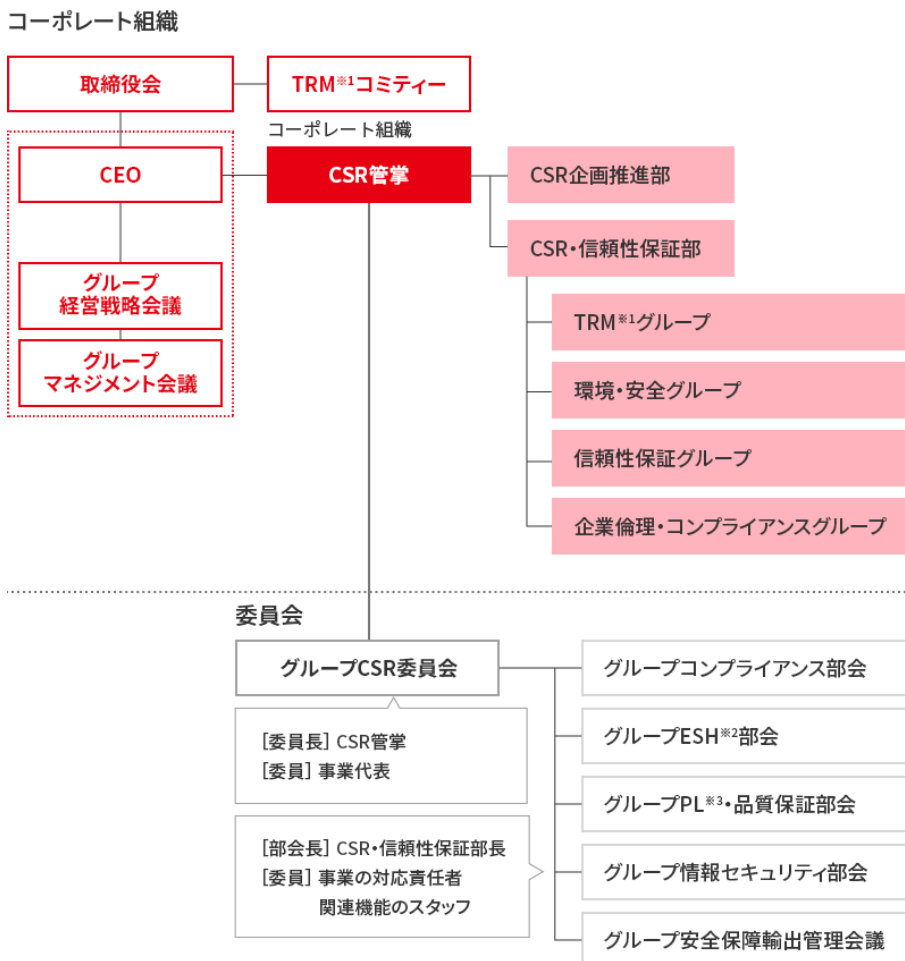 コーポレート組織
取締役会
TRM※1コミティー
コーポレート組織
CEO
CSR管掌
CSR企画推進部
CSR・信頼性保証部
グループ
経営戦略会議
グループ
マネジメント会議
TRM※1グループ
環境・安全グループ
信頼性保証グループ
企業倫理・コンプライアンスグループ
委員会
グループCSR委員会
[委員長] CSR管掌
[委員] 事業代表
[部会長] CSR・信頼性保証部長
[委員] 事業の対応責任者
関連機能のスタッフ
グループコンプライアンス部会
グループESH※2部会
グループPL※3・品質保証部会
グループ情報セキュリティ部会
グループ安全保障輸出管理会議